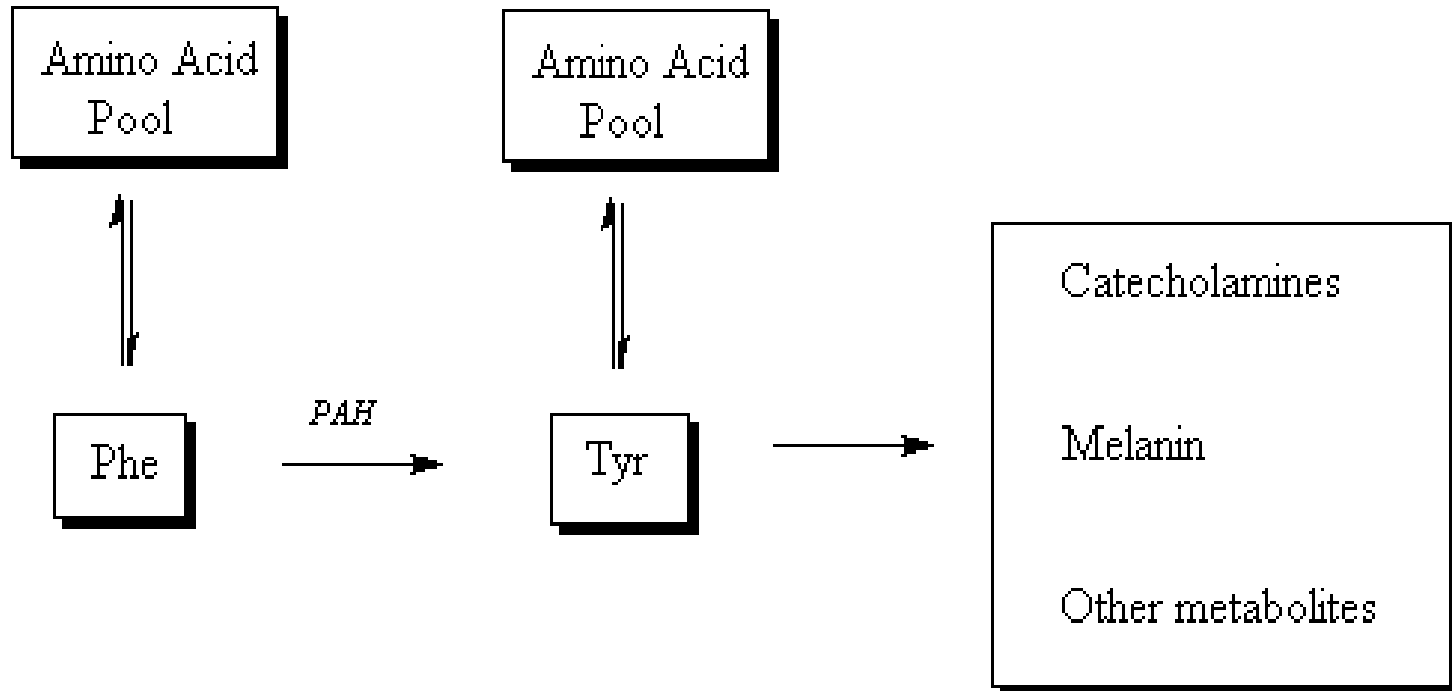 Amino Acid
Pool
Amino Acid
Pool
Phe
PAH
Tyr
Catecholamines
Melanin
Other metabolites